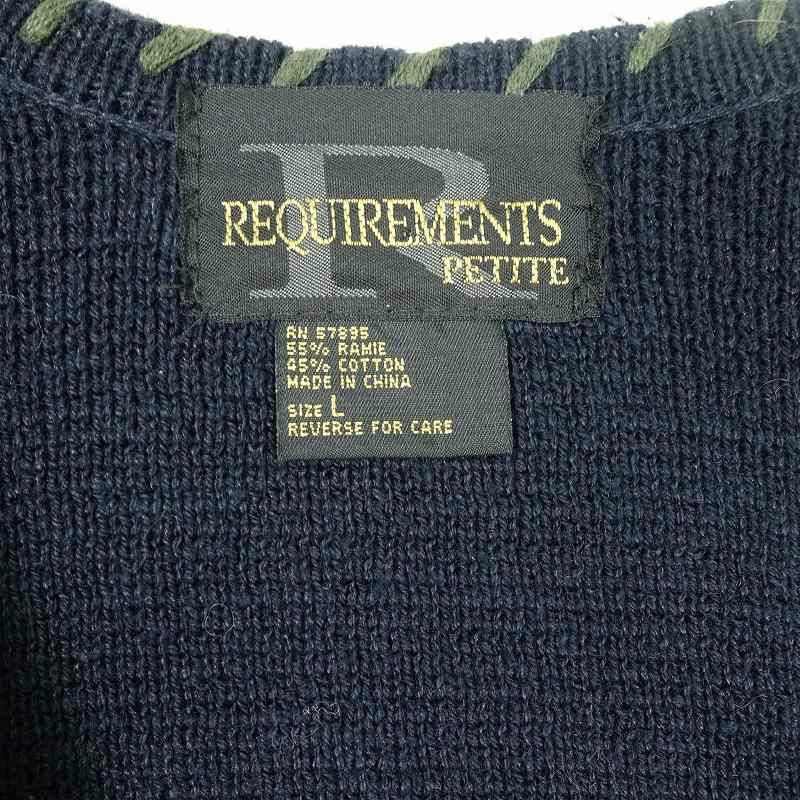 R
REQUIREMENTS
PETITE
RN 57895
55% RAMIE
45% COTTON
MADE IN CHINA
SIZE L
REVERSE FOR CARE